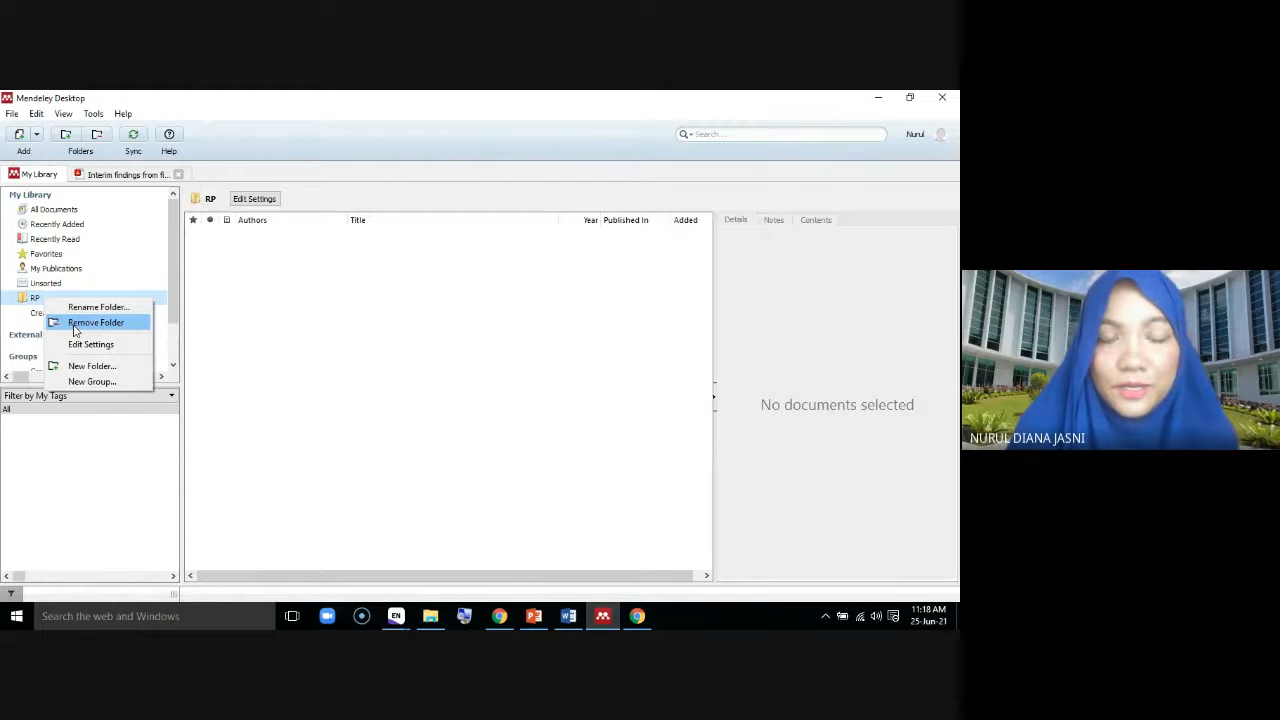 Mendeley Desktop
File Edit View Tools Help
Add Folders Sync Help
Search...
Nurul
My Library
Interim findings from fi...
My Library
All Documents
Recently Added
Recently Read
Favorites
My Publications
Unsorted
RP
Cre
External
Groups
Rename Folder...
Remove Folder
Edit Settings
New Folder...
New Group...
Filter by My Tags
All
RP Edit Settings
Authors Title Year Published In Added
Details Notes Contents
No documents selected
NURUL DIANA JASNI
Search the web and Windows
EN
11:18 AM
25-Jun-21